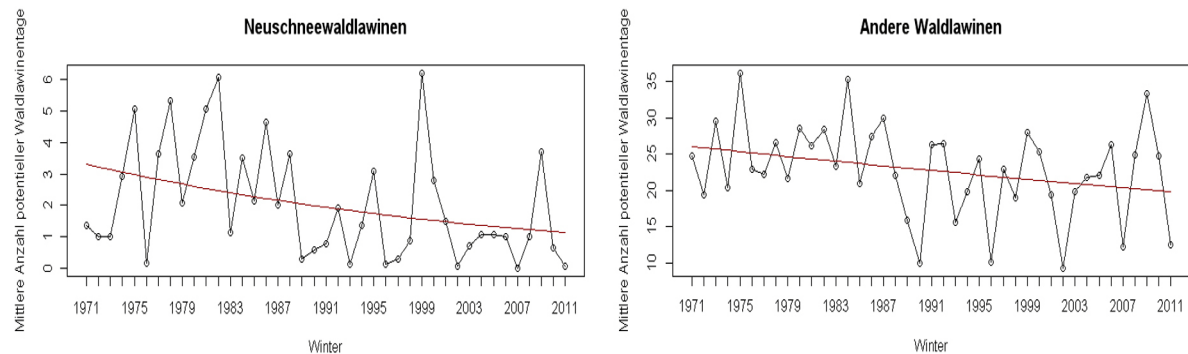 Neuschneewaldlawinen
Mittlere Anzahl potentieller Waldlawinentage
6
5
4
3
2
1
0
1971 1975 1979 1983 1987 1991 1995 1999 2003 2007 2011
Winter
Andere Waldlawinen
Mittlere Anzahl potentieller Waldlawinentage
35
30
25
20
15
10
1971 1975 1979 1983 1987 1991 1995 1999 2003 2007 2011
Winter